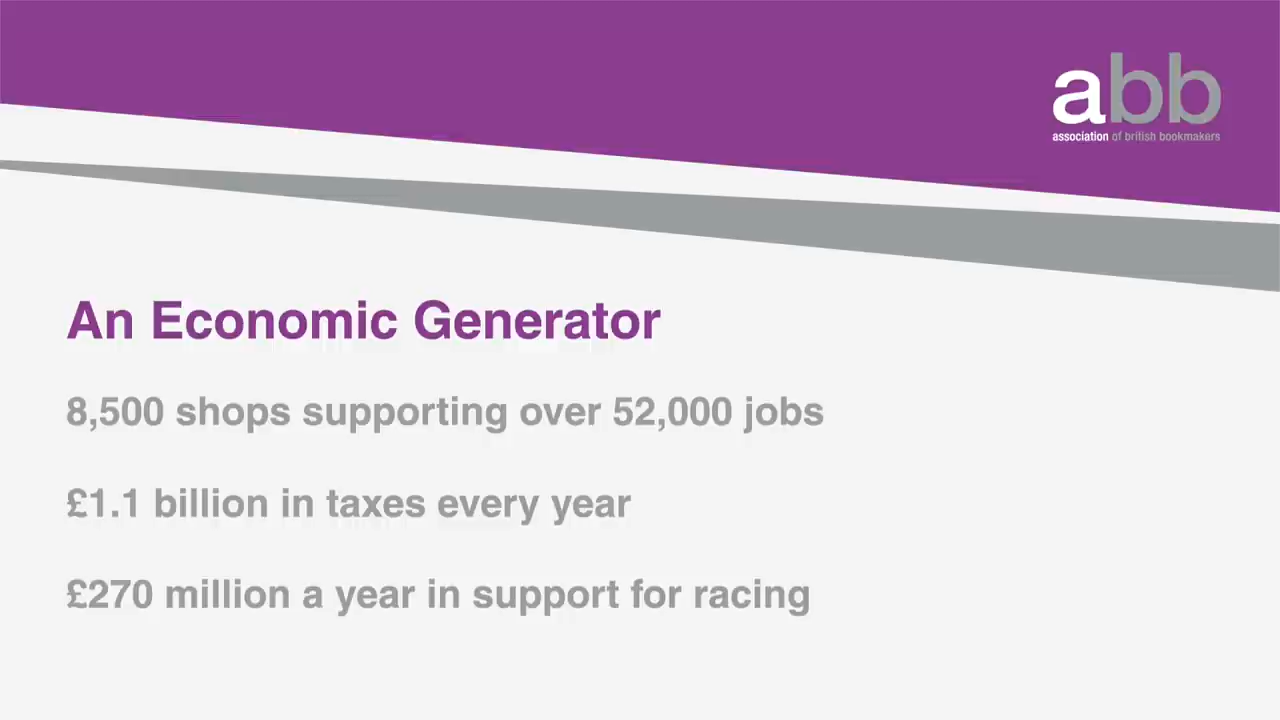 abb
association of british bookmakers
An Economic Generator
8,500 shops supporting over 52,000 jobs
£1.1 billion in taxes every year
£270 million a year in support for racing